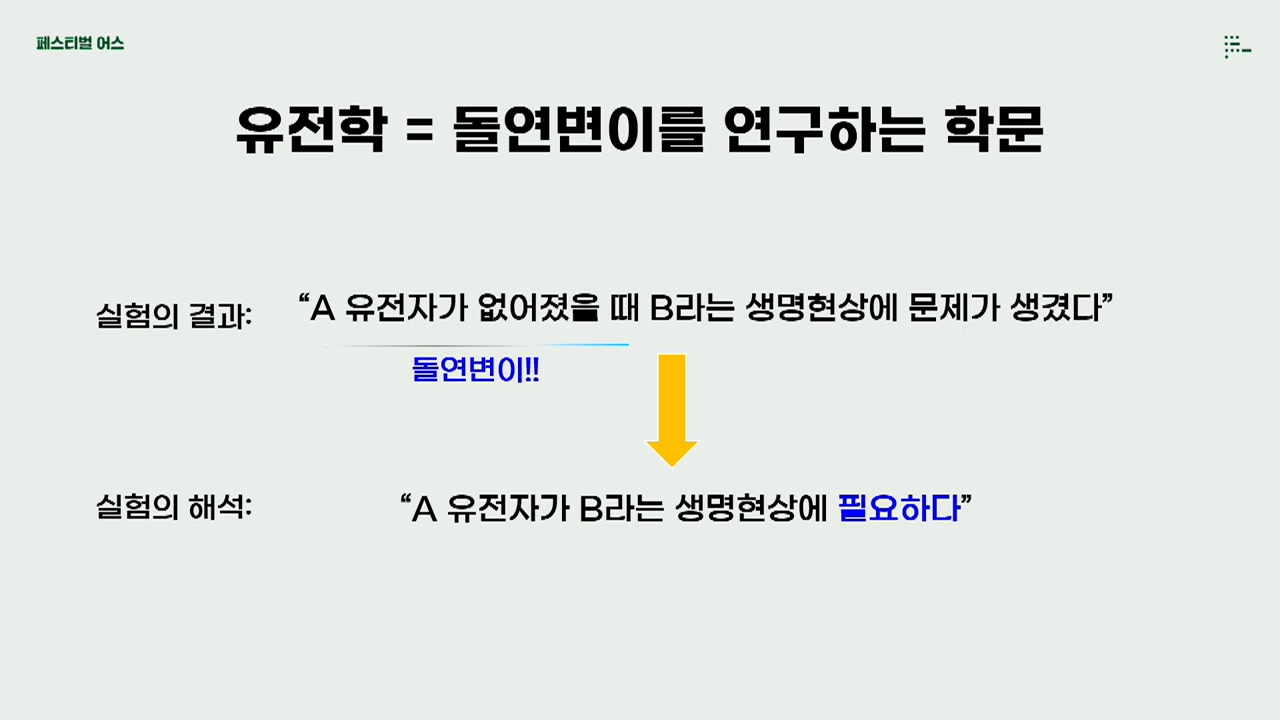 페스티벌 어스
유전학 = 돌연변이를 연구하는 학문
실험의 결과: “A 유전자가 없어졌을 때 B라는 생명현상에 문제가 생겼다”
돌연변이!!
실험의 해석: “A 유전자가 B라는 생명현상에 필요하다”